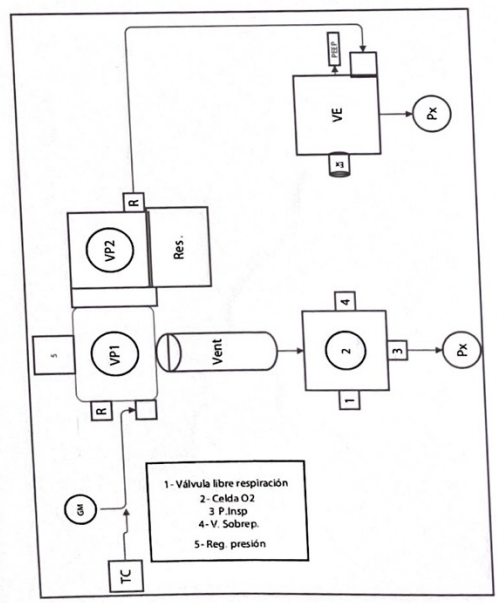 PEEP
VE
Px
x1
R
VP2
Res.
5
VP1
Vent
R
4
2
3
1
Px
GM
TC
1- Válvula libre respiración
2- Celda O2
3 P.Insp
4- V. Sobrep.
5- Reg. presión